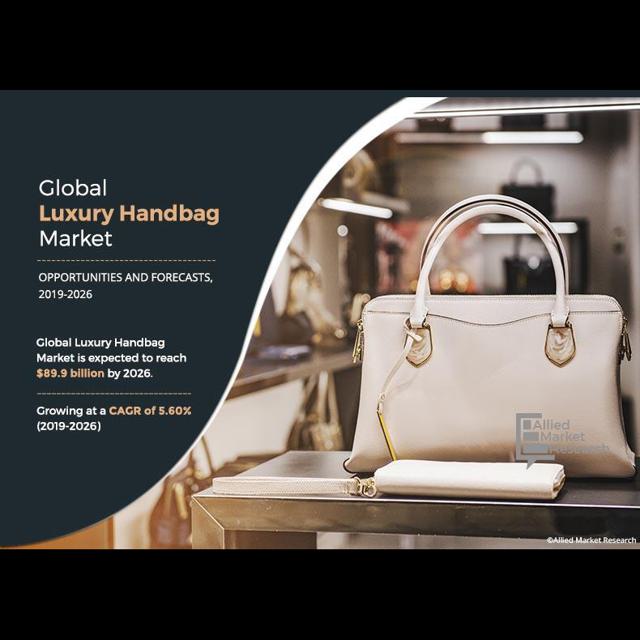 Global
Luxury Handbag
Market
OPPORTUNITIES AND FORECASTS,
2019-2026
Global Luxury Handbag
Market is expected to reach
$89.9 billion by 2026.
Growing at a CAGR of 5.60%
(2019-2026)
Allied
Market
Research
©Allied Market Research